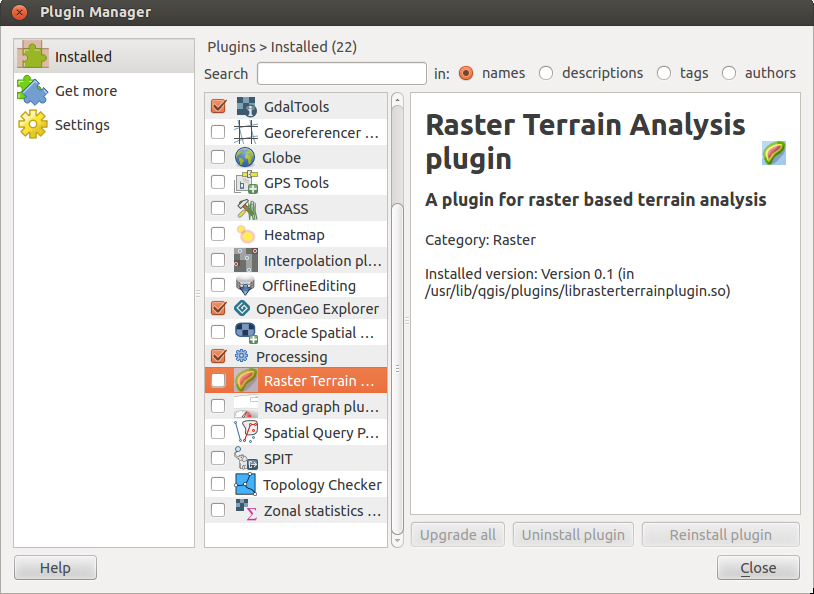 Plugin Manager
Installed
Get more
Settings
Plugins > Installed (22)
Search
in: names descriptions tags authors
GdalTools
Georeferencer ...
Globe
GPS Tools
GRASS
Heatmap
Interpolation pl...
OfflineEditing
OpenGeo Explorer
Oracle Spatial ...
Processing
Raster Terrain ...
Road graph plu...
Spatial Query P...
SPIT
Topology Checker
Zonal statistics ...
Raster Terrain Analysis
plugin
A plugin for raster based terrain analysis
Category: Raster
Installed version: Version 0.1 (in
/usr/lib/qgis/plugins/librasterterrainplugin.so)
Upgrade all
Uninstall plugin
Reinstall plugin
Help
Close